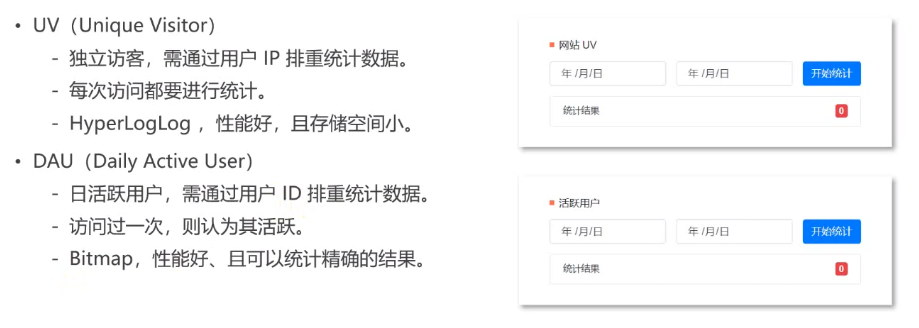 • UV（Unique Visitor）
- 独立访客，需通过用户 IP 排重统计数据。
- 每次访问都要进行统计。
- HyperLogLog ，性能好，且存储空间小。
• DAU（Daily Active User）
- 日活跃用户，需通过用户 ID 排重统计数据。
- 访问过一次，则认为其活跃。
- Bitmap，性能好、且可以统计精确的结果。
网站 UV
年 /月/日 年 /月/日 开始统计
统计结果 0
活跃用户
年 /月/日 年 /月/日 开始统计
统计结果 0